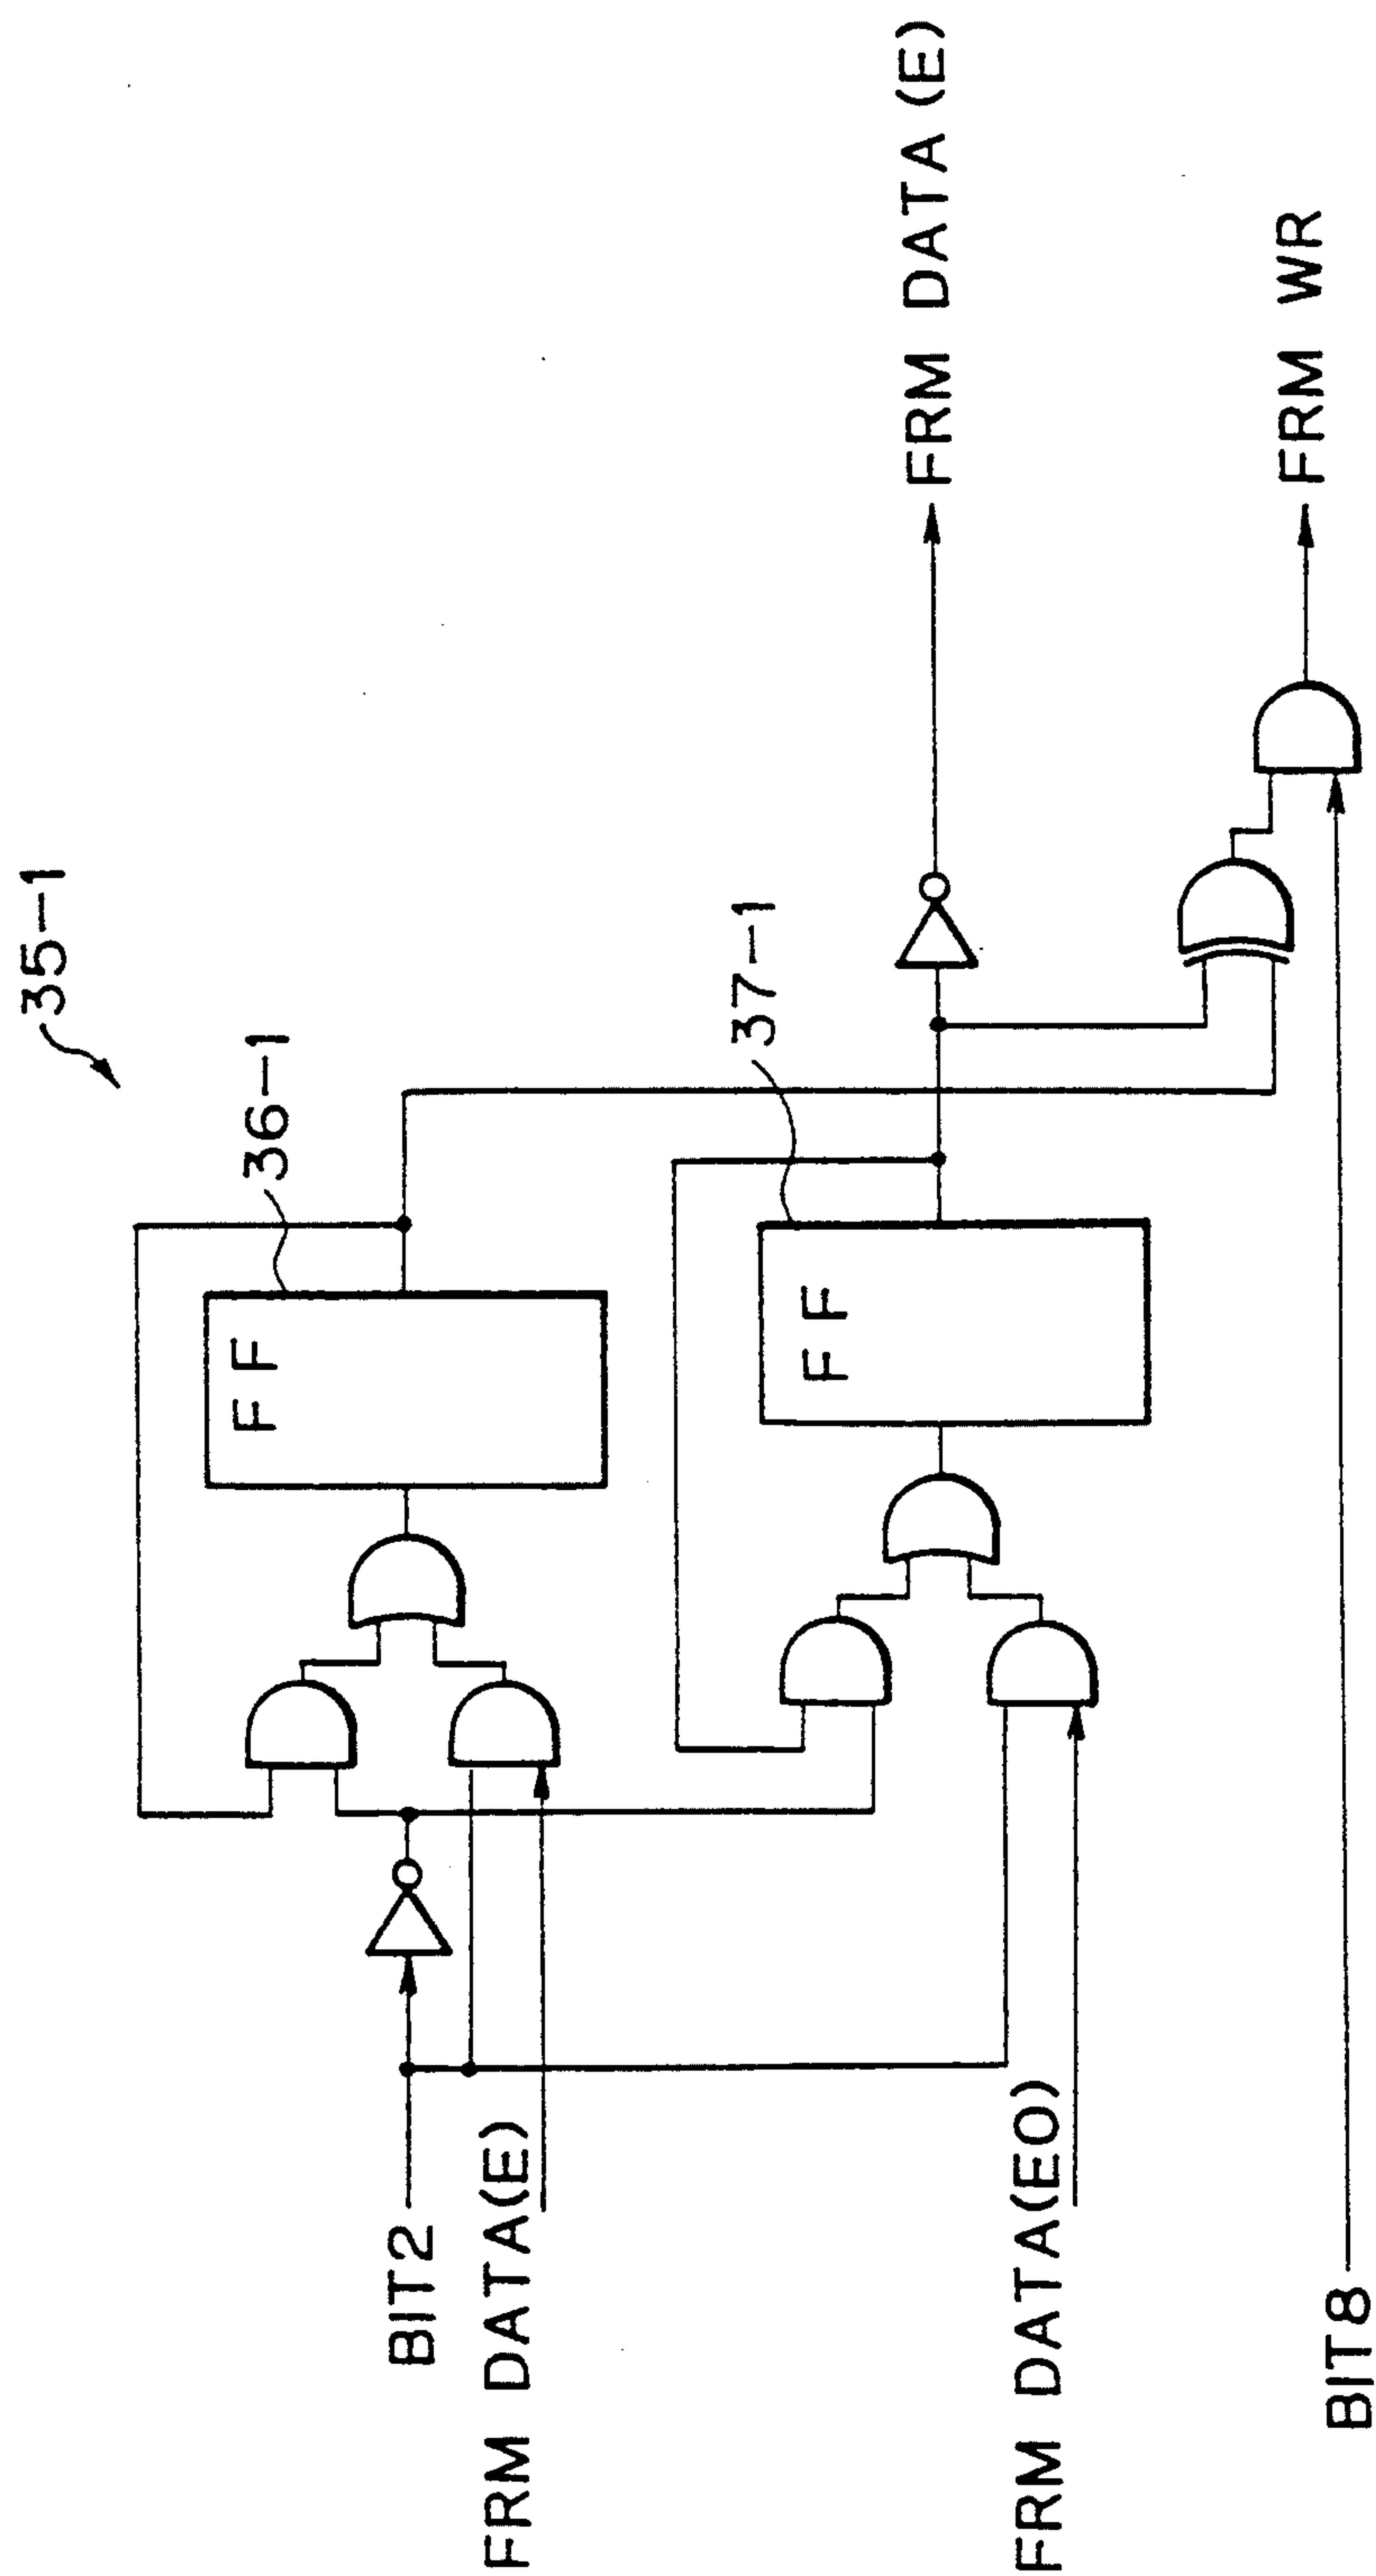 35-1
36-1
FF
BIT2
FRM DATA(E)
37-1
FF
FRM DATA (E)
FRM DATA(EO)
FRM WR
BIT8